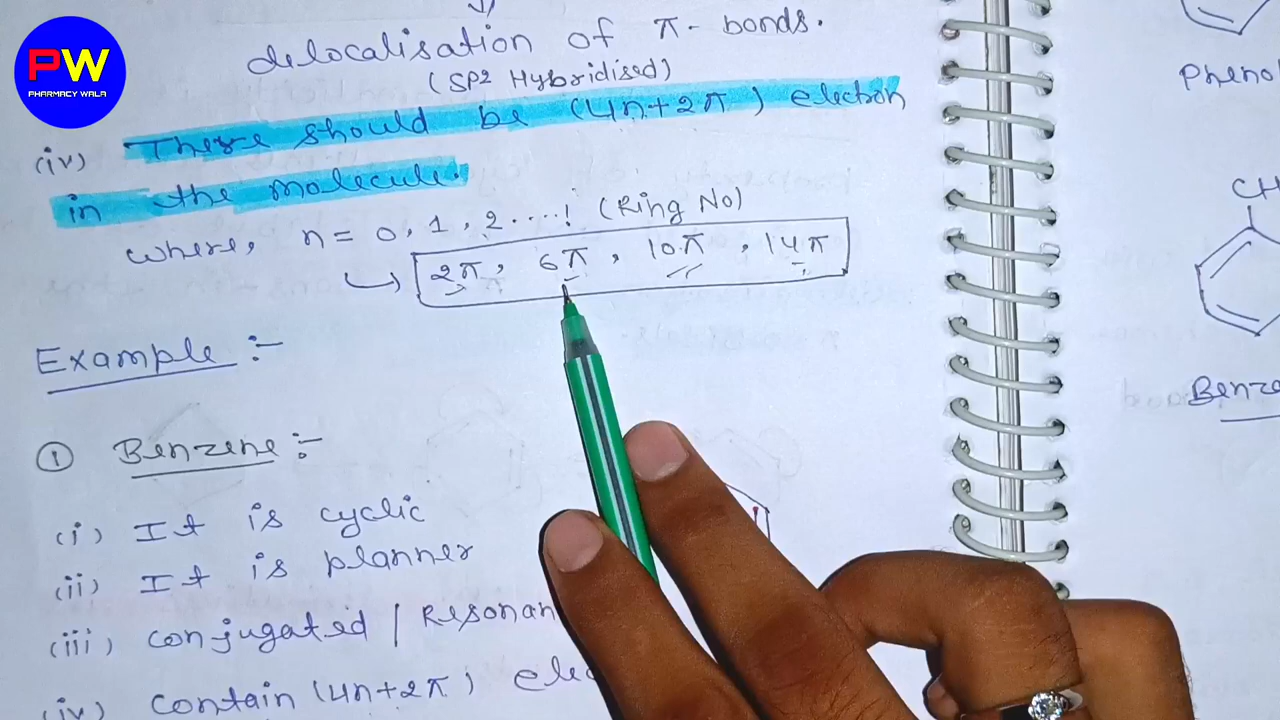 PW
PHARMACY WALA
delocalisation of π- bonds.
(SP2 Hybridised)
(iv) There should be (4n+2π) electron
in the molecule.
where, n = 0, 1, 2 ....! (Ring No)
2π, 6π, 10π, 14π
Example :-
① Benzene :-
(i) It is cyclic
(ii) It is planner
(iii) conjugated / Resonan
(iv) contain (4n+2π) ele
Phenol
CH
Benze